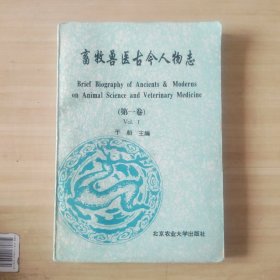 畜牧兽医古今人物志
Brief Biography of Ancients & Moderns
on Animal Science and Veterinary Medicine
(第一卷)
Vol. I
于船 主编
北京农业大学出版社